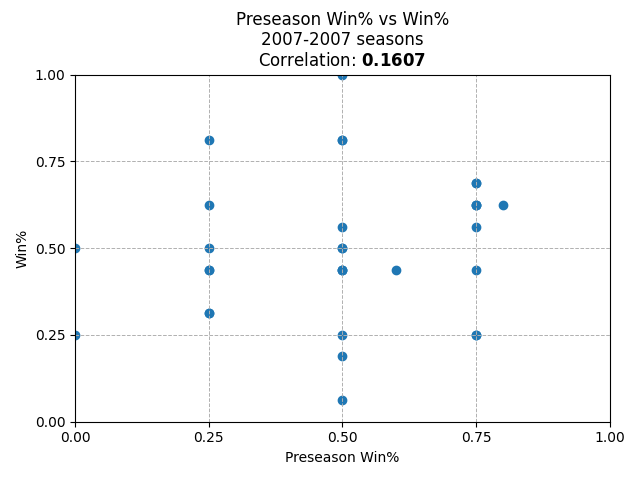 Preseason Win% vs Win%
2007-2007 seasons
Correlation: 0.1607
1.00
0.75
0.50
0.25
0.00
Win%
0.00 0.25 0.50 0.75 1.00
Preseason Win%